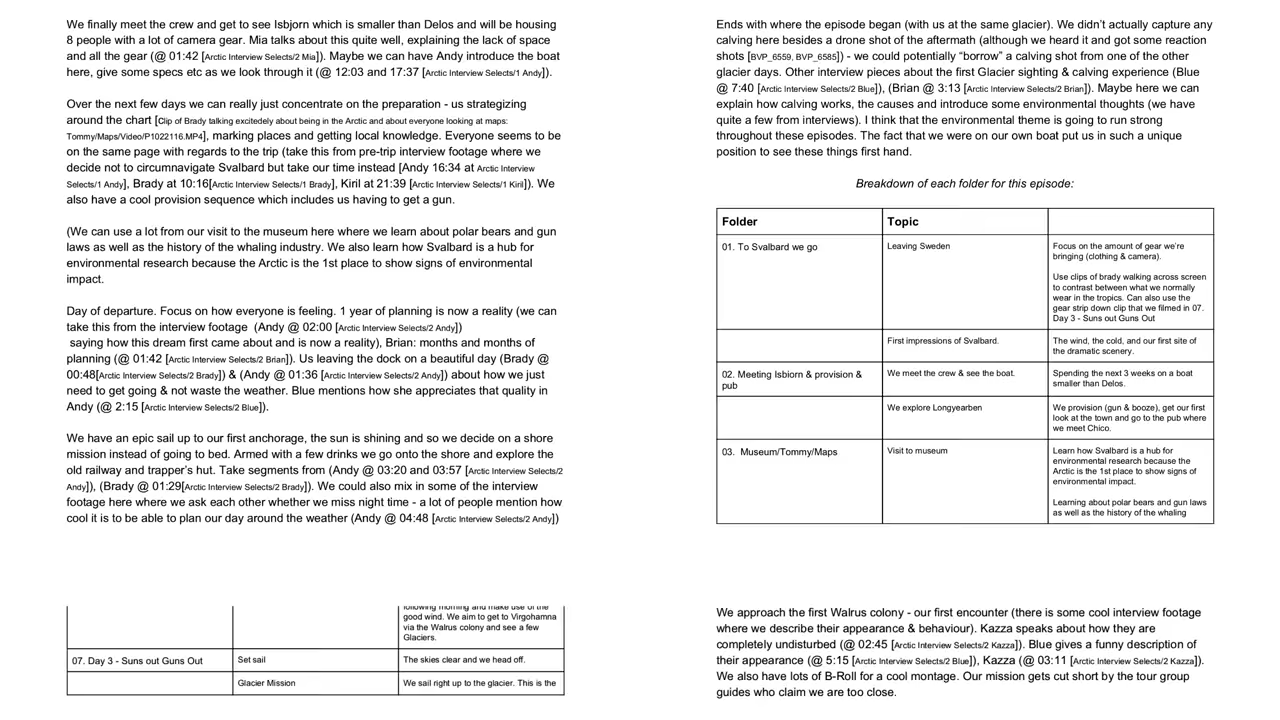 We finally meet the crew and get to see Isbjorn which is smaller than Delos and will be housing
8 people with a lot of camera gear. Mia talks about this quite well, explaining the lack of space
and all the gear (@ 01:42 [Arctic Interview Selects/2 Mia]). Maybe we can have Andy introduce the boat
here, give some specs etc as we look through it (@ 12:03 and 17:37 [Arctic Interview Selects/1 Andy]).
Over the next few days we can really just concentrate on the preparation - us strategizing
around the chart [Clip of Brady talking excitedely about being in the Arctic and about everyone looking at maps:
Tommy/Maps/Video/P1022116.MP4], marking places and getting local knowledge. Everyone seems to be
on the same page with regards to the trip (take this from pre-trip interview footage where we
decide not to circumnavigate Svalbard but take our time instead [Andy 16:34 at Arctic Interview
Selects/1 Andy], Brady at 10:16[Arctic Interview Selects/1 Brady], Kiril at 21:39 [Arctic Interview Selects/1 Kiril]). We
also have a cool provision sequence which includes us having to get a gun.
(We can use a lot from our visit to the museum here where we learn about polar bears and gun
laws as well as the history of the whaling industry. We also learn how Svalbard is a hub for
environmental research because the Arctic is the 1st place to show signs of environmental
impact.
Day of departure. Focus on how everyone is feeling. 1 year of planning is now a reality (we can
take this from the interview footage (Andy @ 02:00 [Arctic Interview Selects/2 Andy])
saying how this dream first came about and is now a reality), Brian: months and months of
planning (@ 01:42 [Arctic Interview Selects/2 Brian]). Us leaving the dock on a beautiful day (Brady @
00:48[Arctic Interview Selects/2 Brady]) & (Andy @ 01:36 [Arctic Interview Selects/2 Andy]) about how we just
need to get going & not waste the weather. Blue mentions how she appreciates that quality in
Andy (@ 2:15 [Arctic Interview Selects/2 Blue]).
We have an epic sail up to our first anchorage, the sun is shining and so we decide on a shore
mission instead of going to bed. Armed with a few drinks we go onto the shore and explore the
old railway and trapper's hut. Take segments from (Andy @ 03:20 and 03:57 [Arctic Interview Selects/2
Andy]), (Brady @ 01:29[Arctic Interview Selects/2 Brady]). We could also mix in some of the interview
footage here where we ask each other whether we miss night time - a lot of people mention how
cool it is to be able to plan our day around the weather (Andy @ 04:48 [Arctic Interview Selects/2 Andy])
Ends with where the episode began (with us at the same glacier). We didn't actually capture any
calving here besides a drone shot of the aftermath (although we heard it and got some reaction
shots [BVP_6559, BVP_6585]) - we could potentially "borrow" a calving shot from one of the other
glacier days. Other interview pieces about the first Glacier sighting & calving experience (Blue
@ 7:40 [Arctic Interview Selects/2 Blue]), (Brian @ 3:13 [Arctic Interview Selects/2 Brian]). Maybe here we can
explain how calving works, the causes and introduce some environmental thoughts (we have
quite a few from interviews). I think that the environmental theme is going to run strong
throughout these episodes. The fact that we were on our own boat put us in such a unique
position to see these things first hand.
Breakdown of each folder for this episode:
Folder
Topic
01. To Svalbard we go
Leaving Sweden
Focus on the amount of gear we're
bringing (clothing & camera).
Use clips of brady walking across screen
to contrast between what we normally
wear in the tropics. Can also use the
gear strip down clip that we filmed in 07.
Day 3 - Suns out Guns Out
First impressions of Svalbard.
The wind, the cold, and our first site of
the dramatic scenery.
02. Meeting Isbiorn & provision &
pub
We meet the crew & see the boat.
Spending the next 3 weeks on a boat
smaller than Delos.
We explore Longyearben
We provision (gun & booze), get our first
look at the town and go to the pub where
we meet Chico.
03. Museum/Tommy/Maps
Visit to museum
Learn how Svalbard is a hub for
environmental research because the
Arctic is the 1st place to show signs of
environmental impact.
Learning about polar bears and gun laws
as well as the history of the whaling
following morning and make use of the
good wind. We aim to get to Virgohamna
via the Walrus colony and see a few
Glaciers.
07. Day 3 - Suns out Guns Out
Set sail
The skies clear and we head off.
Glacier Mission
We sail right up to the glacier. This is the
We approach the first Walrus colony - our first encounter (there is some cool interview footage
where we describe their appearance & behaviour). Kazza speaks about how they are
completely undisturbed (@ 02:45 [Arctic Interview Selects/2 Kazza]). Blue gives a funny description of
their appearance (@ 5:15 [Arctic Interview Selects/2 Blue]), Kazza (@ 03:11 [Arctic Interview Selects/2 Kazza]).
We also have lots of B-Roll for a cool montage. Our mission gets cut short by the tour group
guides who claim we are too close.